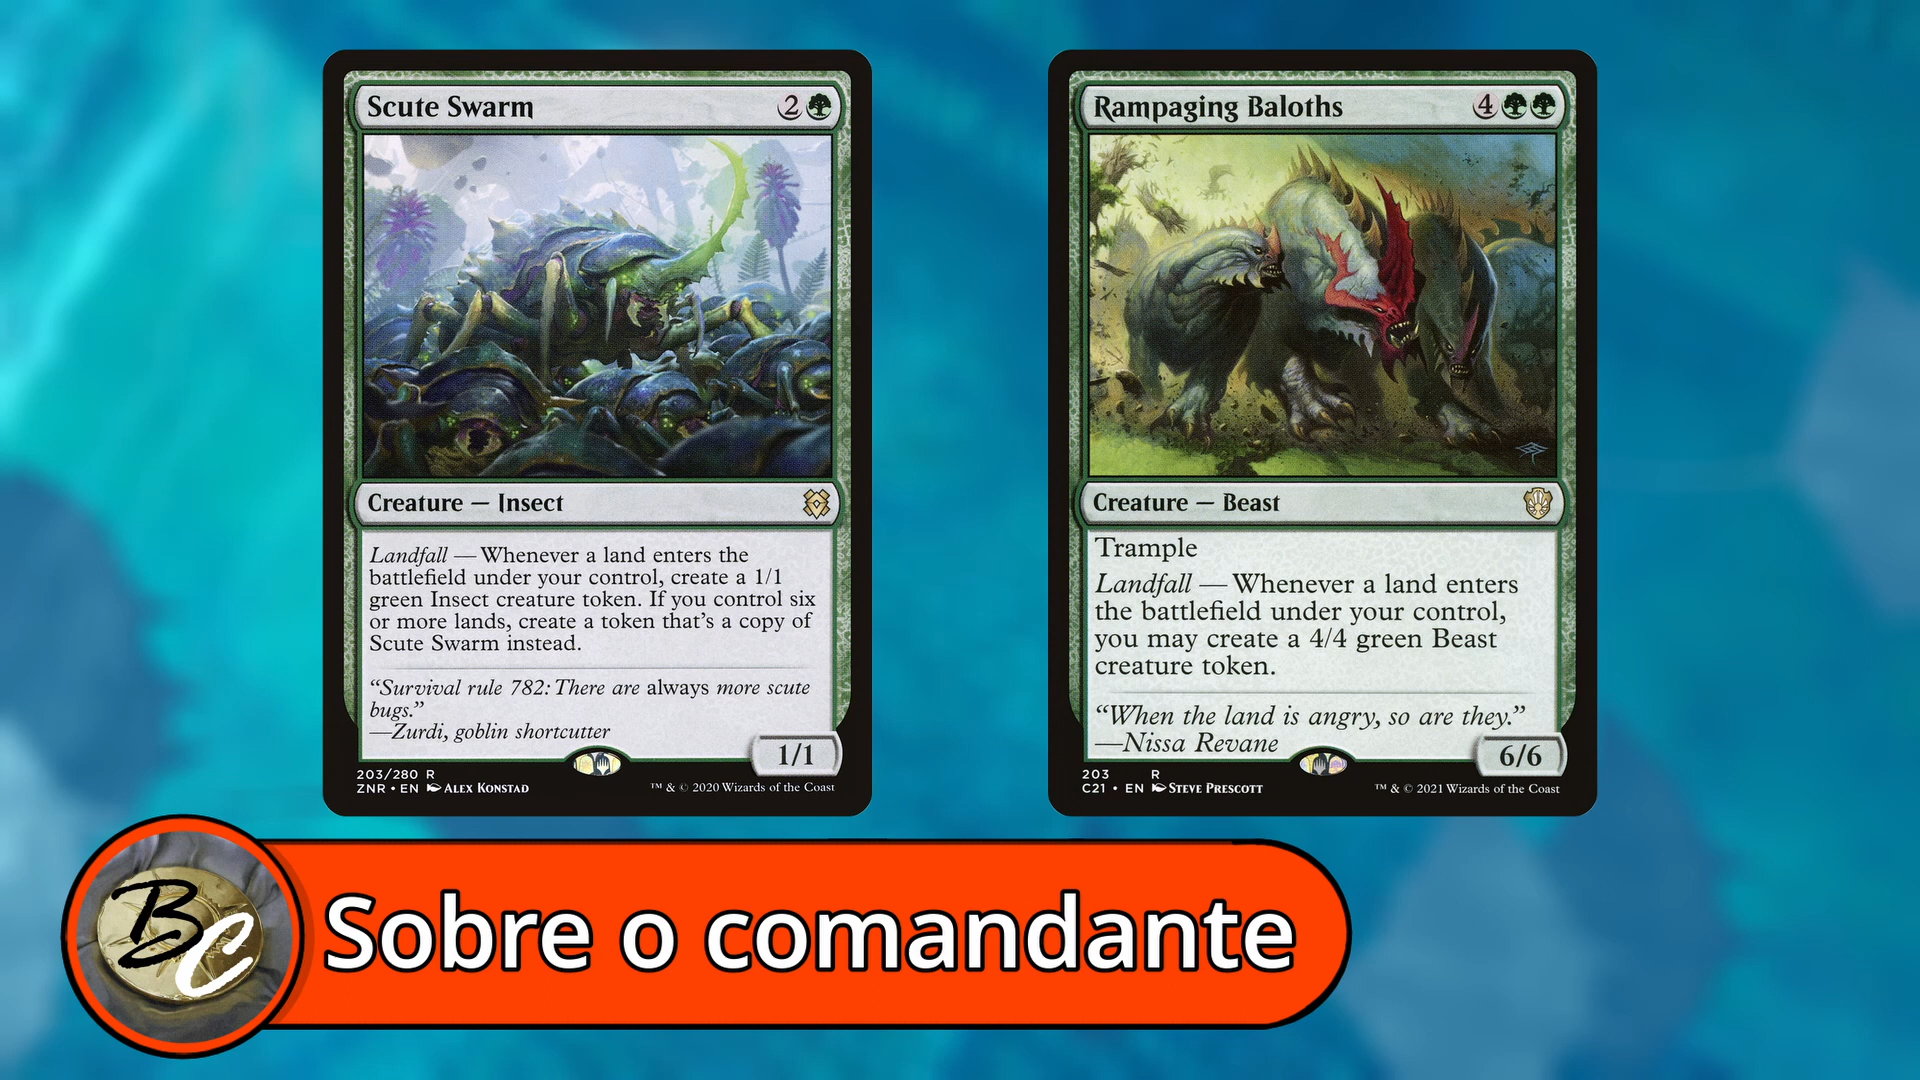 Scute Swarm
2
Creature — Insect
Landfall — Whenever a land enters the
battlefield under your control, create a 1/1
green Insect creature token. If you control six
or more lands, create a token that's a copy of
Scute Swarm instead.
“Survival rule 782: There are always more scute
bugs.”
—Zurdi, goblin shortcutter
1/1
203/280 R
ZNR • EN ALEX KONSTAD
™ & © 2020 Wizards of the Coast
Rampaging Baloths
4
Creature — Beast
Trample
Landfall — Whenever a land enters
the battlefield under your control,
you may create a 4/4 green Beast
creature token.
“When the land is angry, so are they.”
—Nissa Revane
6/6
203 R
C21 • EN STEVE PRESCOTT
™ & © 2021 Wizards of the Coast
BC
Sobre o comandante